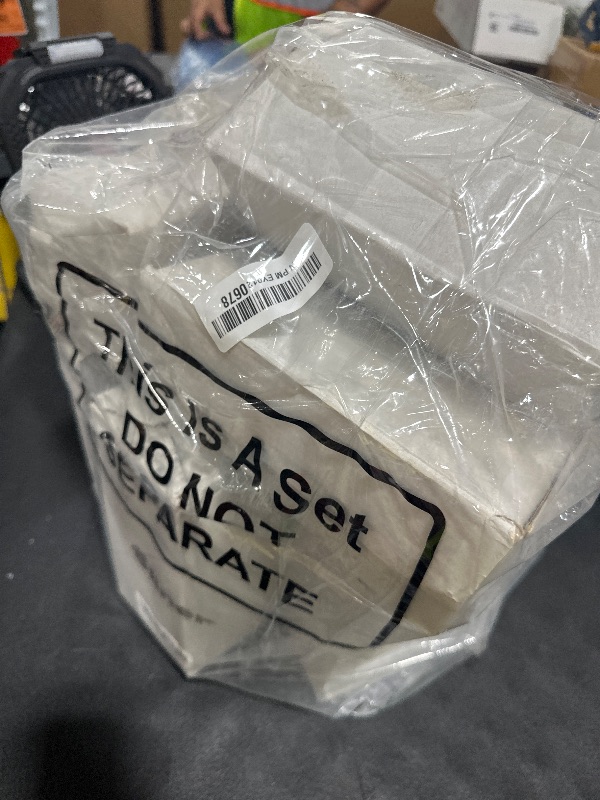 0678
THIS IS A Set
DO NOT
SEPARATE